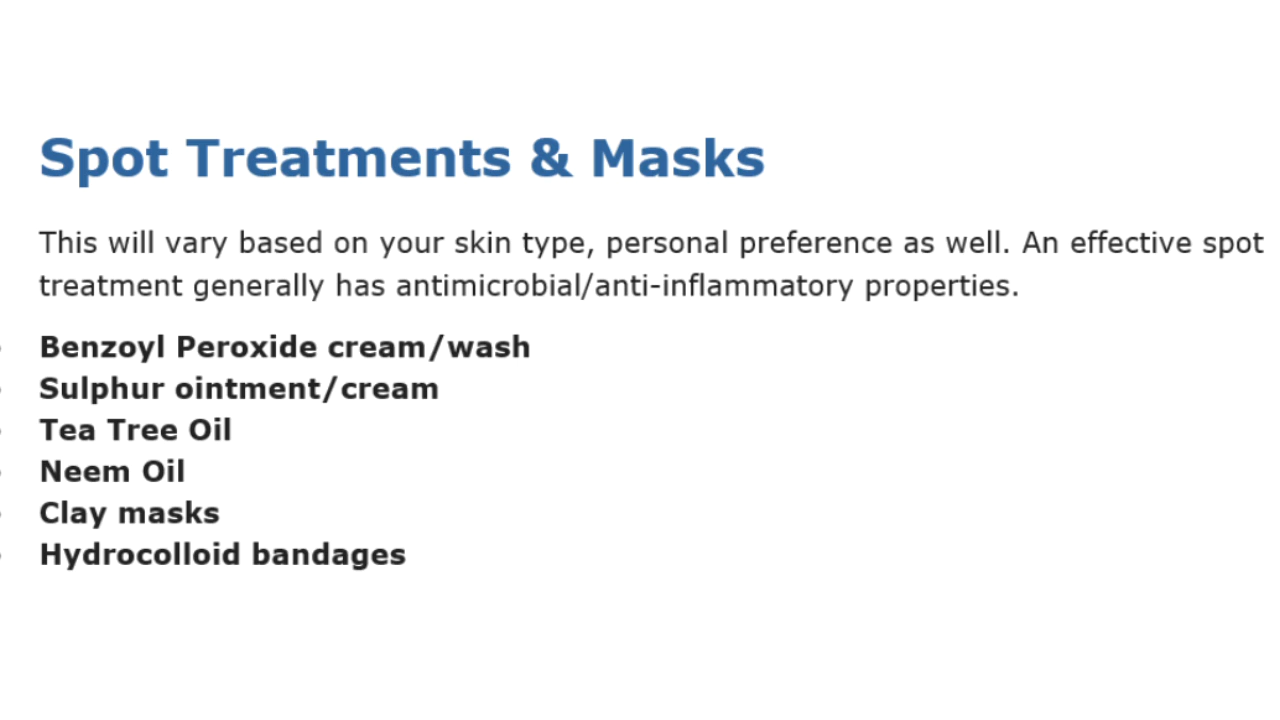 Spot Treatments & Masks
This will vary based on your skin type, personal preference as well. An effective spot
treatment generally has antimicrobial/anti-inflammatory properties.
Benzoyl Peroxide cream/wash
Sulphur ointment/cream
Tea Tree Oil
Neem Oil
Clay masks
Hydrocolloid bandages